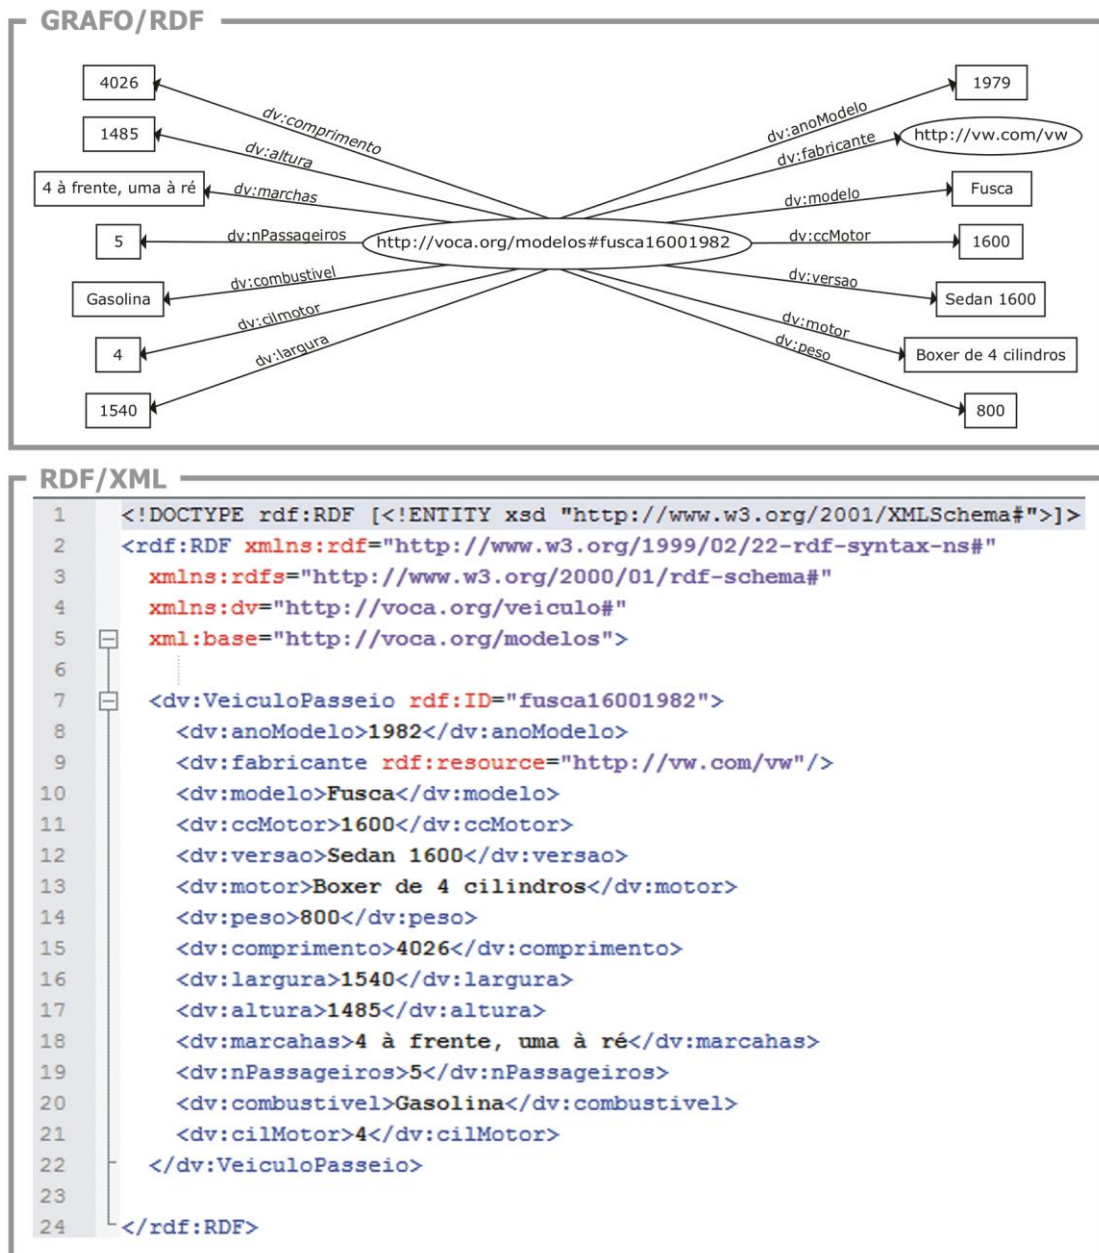 GRAFO/RDF
4026
dv:comprimento
dv:anoModelo
1979
1485
dv:altura
dv:fabricante
http://vw.com/vw
4 à frente, uma à ré
dv:marchas
dv:modelo
Fusca
5
dv:nPassageiros
http://voca.org/modelos#fusca16001982
dv:ccMotor
1600
Gasolina
dv:combustivel
dv:versao
Sedan 1600
4
dv:cilmotor
dv:motor
Boxer de 4 cilindros
1540
dv:largura
dv:peso
800
RDF/XML
1 <!DOCTYPE rdf:RDF [<!ENTITY xsd "http://www.w3.org/2001/XMLSchema#">]>
2 <rdf:RDF xmlns:rdf="http://www.w3.org/1999/02/22-rdf-syntax-ns#"
3 xmlns:rdfs="http://www.w3.org/2000/01/rdf-schema#"
4 xmlns:dv="http://voca.org/veiculo#"
5 xml:base="http://voca.org/modelos">
6
7 <dv:VeiculoPasseio rdf:ID="fusca16001982">
8 <dv:anoModelo>1982</dv:anoModelo>
9 <dv:fabricante rdf:resource="http://vw.com/vw"/>
10 <dv:modelo>Fusca</dv:modelo>
11 <dv:ccMotor>1600</dv:ccMotor>
12 <dv:versao>Sedan 1600</dv:versao>
13 <dv:motor>Boxer de 4 cilindros</dv:motor>
14 <dv:peso>800</dv:peso>
15 <dv:comprimento>4026</dv:comprimento>
16 <dv:largura>1540</dv:largura>
17 <dv:altura>1485</dv:altura>
18 <dv:marcahas>4 à frente, uma à ré</dv:marcahas>
19 <dv:nPassageiros>5</dv:nPassageiros>
20 <dv:combustivel>Gasolina</dv:combustivel>
21 <dv:cilMotor>4</dv:cilMotor>
22 </dv:VeiculoPasseio>
23
24 </rdf:RDF>